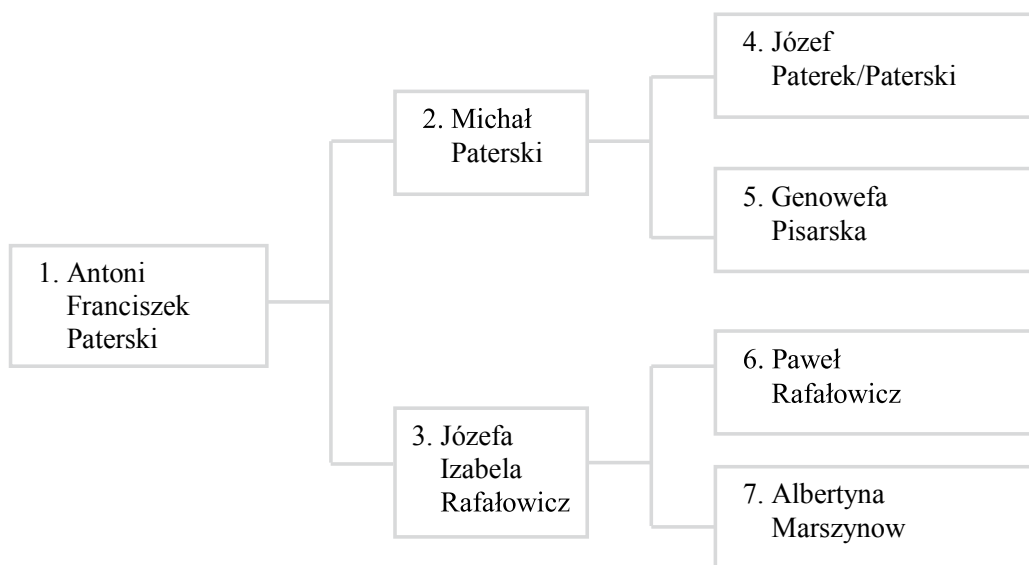 1. Antoni
Franciszek
Paterski
2. Michał
Paterski
3. Józefa
Izabela
Rafałowicz
4. Józef
Paterek/Paterski
5. Genowefa
Pisarska
6. Paweł
Rafałowicz
7. Albertyna
Marszynow